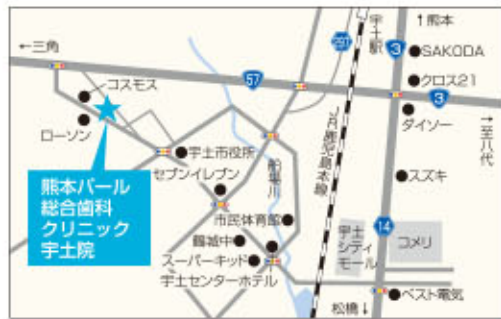 ↑熊本
←三角
297
宇土駅
3
SAKODA
クロス21
57
3
コスモス
ローソン
ダイソー
→至八代
JR鹿児島本線
宇土市役所
船場川
セブンイレブン
スズキ
熊本パール
総合歯科
クリニック
宇土院
市民体育館
14
鶴城中
宇土
シティ
モール
コメリ
スーパーキッド
宇土センターホテル
ベスト電気
松橋↓